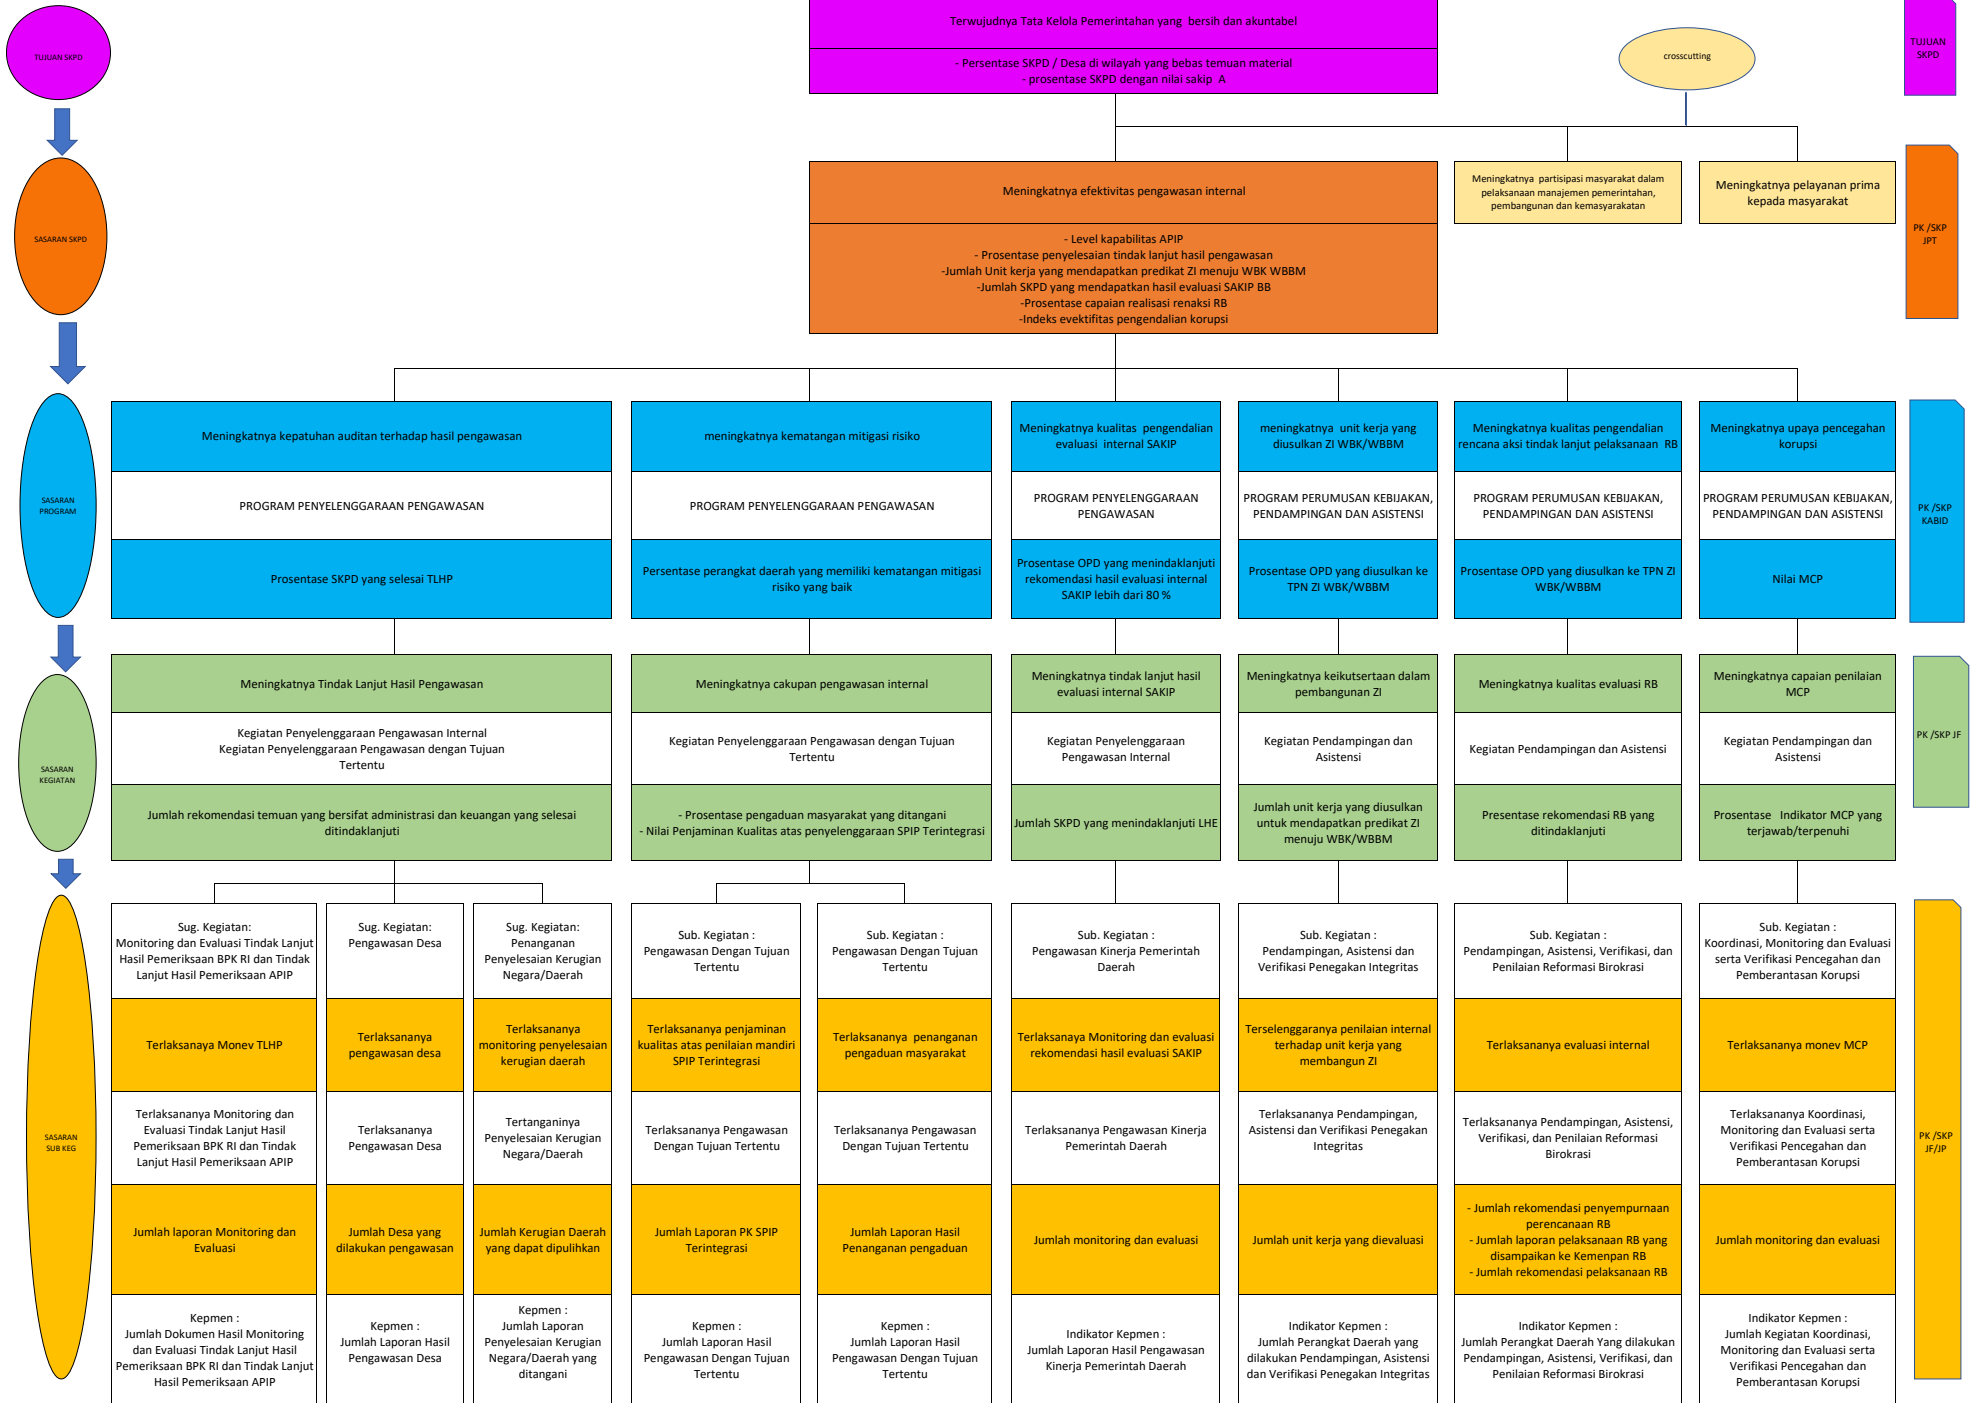 TUJUAN SKPD
Terwujudnya Tata Kelola Pemerintahan yang bersih dan akuntabel
- Persentase SKPD / Desa di wilayah yang bebas temuan material
- prosentase SKPD dengan nilai sakip A
crosscutting
TUJUAN
SKPD
SASARAN SKPD
Meningkatnya efektivitas pengawasan internal
- Level kapabilitas APIP
- Prosentase penyelesaian tindak lanjut hasil pengawasan
-Jumlah Unit kerja yang mendapatkan predikat ZI menuju WBK WBBM
-Jumlah SKPD yang mendapatkan hasil evaluasi SAKIP BB
-Prosentase capaian realisasi renaksi RB
-Indeks evektifitas pengendalian korupsi
Meningkatnya partisipasi masyarakat dalam
pelaksanaan manajemen pemerintahan,
pembangunan dan kemasyarakatan
Meningkatnya pelayanan prima
kepada masyarakat
PK /SKP
JPT
SASARAN
PROGRAM
Meningkatnya kepatuhan auditan terhadap hasil pengawasan
meningkatnya kematangan mitigasi risiko
Meningkatnya kualitas pengendalian
evaluasi internal SAKIP
meningkatnya unit kerja yang
diusulkan ZI WBK/WBBM
Meningkatnya kualitas pengendalian
rencana aksi tindak lanjut pelaksanaan RB
Meningkatnya upaya pencegahan
korupsi
PROGRAM PENYELENGGARAAN PENGAWASAN
PROGRAM PENYELENGGARAAN PENGAWASAN
PROGRAM PENYELENGGARAAN
PENGAWASAN
PROGRAM PERUMUSAN KEBIJAKAN,
PENDAMPINGAN DAN ASISTENSI
PROGRAM PERUMUSAN KEBIJAKAN,
PENDAMPINGAN DAN ASISTENSI
PROGRAM PERUMUSAN KEBIJAKAN,
PENDAMPINGAN DAN ASISTENSI
Prosentase SKPD yang selesai TLHP
Persentase perangkat daerah yang memiliki kematangan mitigasi
risiko yang baik
Prosentase OPD yang menindaklanjuti
rekomendasi hasil evaluasi internal
SAKIP lebih dari 80 %
Prosentase OPD yang diusulkan ke
TPN ZI WBK/WBBM
Prosentase OPD yang diusulkan ke TPN ZI
WBK/WBBM
Nilai MCP
PK /SKP
KABID
SASARAN
KEGIATAN
Meningkatnya Tindak Lanjut Hasil Pengawasan
Meningkatnya cakupan pengawasan internal
Meningkatnya tindak lanjut hasil
evaluasi internal SAKIP
Meningkatnya keikutsertaan dalam
pembangunan ZI
Meningkatnya kualitas evaluasi RB
Meningkatnya capaian penilaian
MCP
Kegiatan Penyelenggaraan Pengawasan Internal
Kegiatan Penyelenggaraan Pengawasan dengan Tujuan
Tertentu
Kegiatan Penyelenggaraan Pengawasan dengan Tujuan
Tertentu
Kegiatan Penyelenggaraan
Pengawasan Internal
Kegiatan Pendampingan dan
Asistensi
Kegiatan Pendampingan dan Asistensi
Kegiatan Pendampingan dan
Asistensi
Jumlah rekomendasi temuan yang bersifat administrasi dan keuangan yang selesai
ditindaklanjuti
- Prosentase pengaduan masyarakat yang ditangani
- Nilai Penjaminan Kualitas atas penyelenggaraan SPIP Terintegrasi
Jumlah SKPD yang menindaklanjuti LHE
Jumlah unit kerja yang diusulkan
untuk mendapatkan predikat ZI
menuju WBK/WBBM
Presentase rekomendasi RB yang
ditindaklanjuti
Prosentase Indikator MCP yang
terjawab/terpenuhi
PK /SKP JF
SASARAN
SUB KEG
Sug. Kegiatan:
Monitoring dan Evaluasi Tindak Lanjut
Hasil Pemeriksaan BPK RI dan Tindak
Lanjut Hasil Pemeriksaan APIP
Sug. Kegiatan:
Pengawasan Desa
Sug. Kegiatan:
Penanganan
Penyelesaian Kerugian
Negara/Daerah
Sub. Kegiatan :
Pengawasan Dengan Tujuan
Tertentu
Sub. Kegiatan :
Pengawasan Dengan Tujuan
Tertentu
Sub. Kegiatan :
Pengawasan Kinerja Pemerintah
Daerah
Sub. Kegiatan :
Pendampingan, Asistensi dan
Verifikasi Penegakan Integritas
Sub. Kegiatan :
Pendampingan, Asistensi, Verifikasi, dan
Penilaian Reformasi Birokrasi
Sub. Kegiatan :
Koordinasi, Monitoring dan Evaluasi
serta Verifikasi Pencegahan dan
Pemberantasan Korupsi
Terlaksanaya Monev TLHP
Terlaksananya
pengawasan desa
Terlaksananya
monitoring penyelesaian
kerugian daerah
Terlaksananya penjaminan
kualitas atas penilaian mandiri
SPIP Terintegrasi
Terlaksananya penanganan
pengaduan masyarakat
Terlaksanaya Monitoring dan evaluasi
rekomendasi hasil evaluasi SAKIP
Terselenggaranya penilaian internal
terhadap unit kerja yang
membangun ZI
Terlaksananya evaluasi internal
Terlaksananya monev MCP
Terlaksananya Monitoring dan
Evaluasi Tindak Lanjut Hasil
Pemeriksaan BPK RI dan Tindak
Lanjut Hasil Pemeriksaan APIP
Terlaksananya
Pengawasan Desa
Tertanganinya
Penyelesaian Kerugian
Negara/Daerah
Terlaksananya Pengawasan
Dengan Tujuan Tertentu
Terlaksananya Pengawasan
Dengan Tujuan Tertentu
Terlaksananya Pengawasan Kinerja
Pemerintah Daerah
Terlaksananya Pendampingan,
Asistensi dan Verifikasi Penegakan
Integritas
Terlaksananya Pendampingan, Asistensi,
Verifikasi, dan Penilaian Reformasi
Birokrasi
Terlaksananya Koordinasi,
Monitoring dan Evaluasi serta
Verifikasi Pencegahan dan
Pemberantasan Korupsi
PK /SKP
JF/JP
Jumlah laporan Monitoring dan
Evaluasi
Jumlah Desa yang
dilakukan pengawasan
Jumlah Kerugian Daerah
yang dapat dipulihkan
Jumlah Laporan PK SPIP
Terintegrasi
Jumlah Laporan Hasil
Penanganan pengaduan
Jumlah monitoring dan evaluasi
Jumlah unit kerja yang dievaluasi
- Jumlah rekomendasi penyempurnaan
perencanaan RB
- Jumlah laporan pelaksanaan RB yang
disampaikan ke Kemenpan RB
- Jumlah rekomendasi pelaksanaan RB
Jumlah monitoring dan evaluasi
Kepmen :
Jumlah Dokumen Hasil Monitoring
dan Evaluasi Tindak Lanjut Hasil
Pemeriksaan BPK RI dan Tindak Lanjut
Hasil Pemeriksaan APIP
Kepmen :
Jumlah Laporan Hasil
Pengawasan Desa
Kepmen :
Jumlah Laporan
Penyelesaian Kerugian
Negara/Daerah yang
ditangani
Kepmen :
Jumlah Laporan Hasil
Pengawasan Dengan Tujuan
Tertentu
Kepmen :
Jumlah Laporan Hasil
Pengawasan Dengan Tujuan
Tertentu
Indikator Kepmen :
Jumlah Laporan Hasil Pengawasan
Kinerja Pemerintah Daerah
Indikator Kepmen :
Jumlah Perangkat Daerah yang
dilakukan Pendampingan, Asistensi
dan Verifikasi Penegakan Integritas
Indikator Kepmen :
Jumlah Perangkat Daerah Yang dilakukan
Pendampingan, Asistensi, Verifikasi, dan
Penilaian Reformasi Birokrasi
Indikator Kepmen :
Jumlah Kegiatan Koordinasi,
Monitoring dan Evaluasi serta
Verifikasi Pencegahan dan
Pemberantasan Korupsi